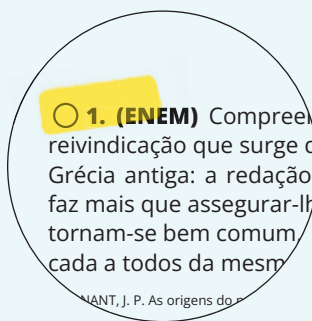 1. (ENEM)
reivindicação que surge
Grécia antiga: a redação
faz mais que assegurar-lh
tornam-se bem comum,
cada a todos da mesm
NANT, J. P. As origens do